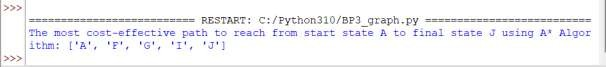 >>>
========================= RESTART: C:/Python310/BP3_graph.py =========================
The most cost-effective path to reach from start state A to final state J using A* Algor
ithm: ['A', 'F', 'G', 'I', 'J']
>>>